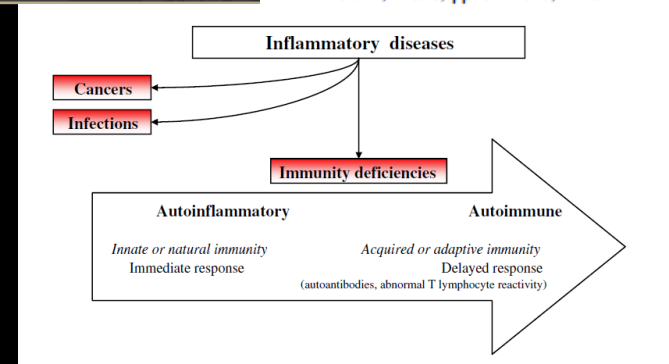 Inflammatory diseases
Cancers
Infections
Immunity deficiencies
Autoinflammatory
Autoimmune
Innate or natural immunity
Acquired or adaptive immunity
Immediate response
Delayed response
(autoantibodies, abnormal T lymphocyte reactivity)